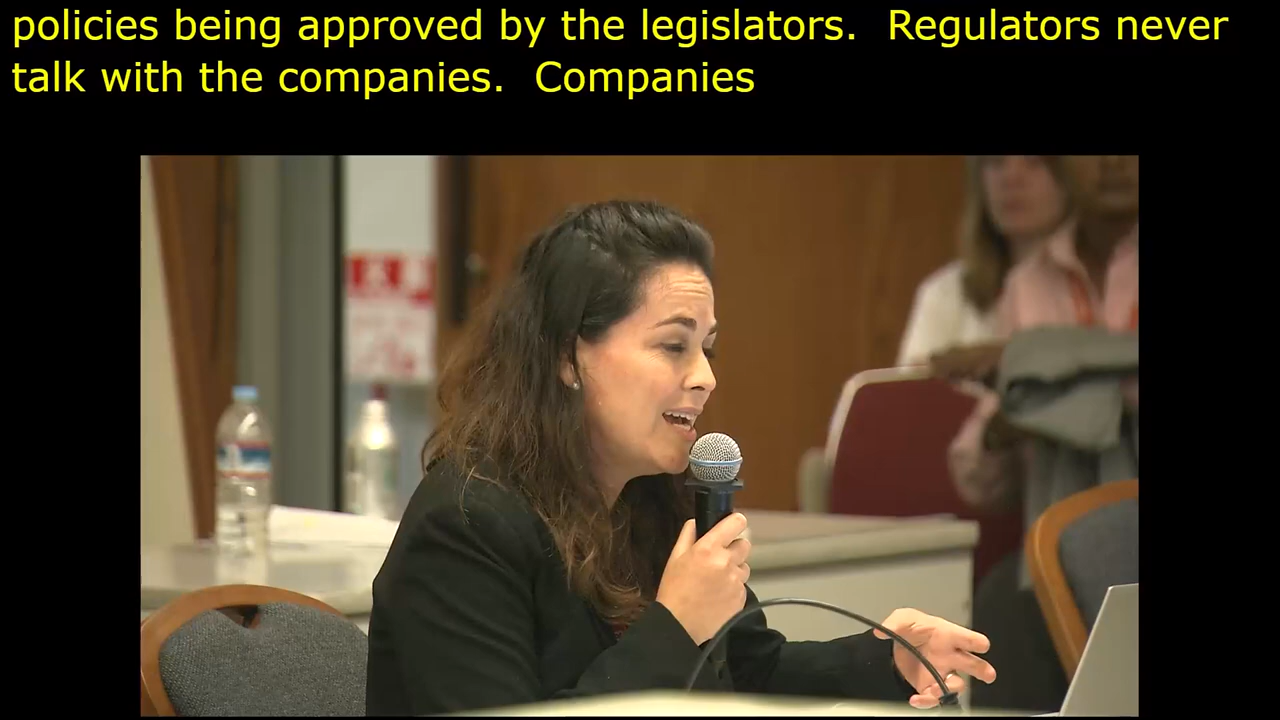 policies being approved by the legislators.  Regulators never
talk with the companies.  Companies